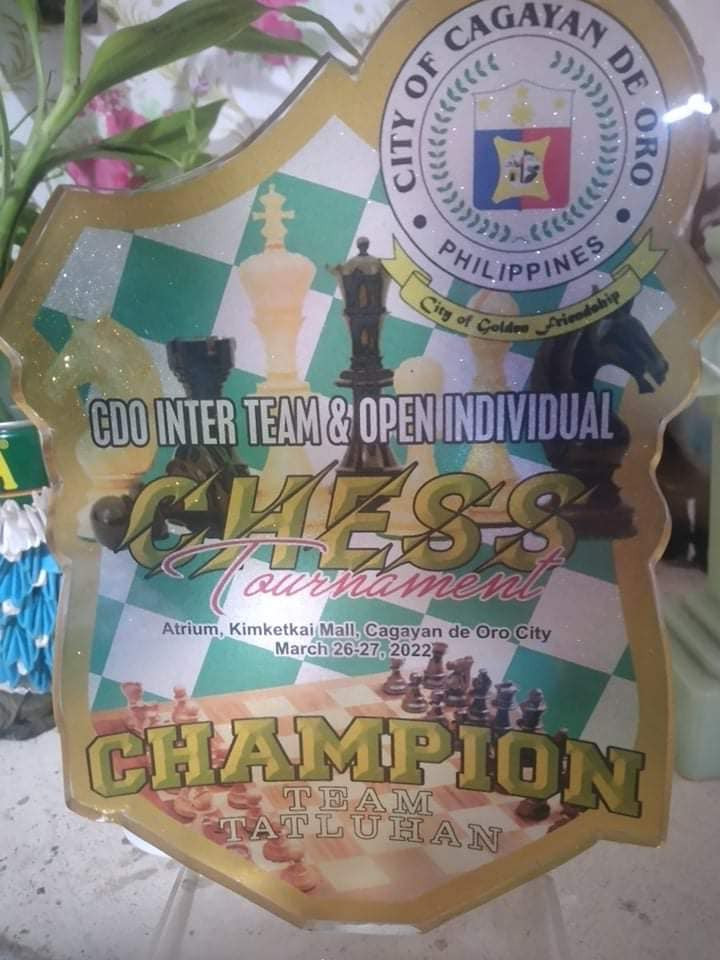 CITY OF CAGAYAN DE ORO
PHILIPPINES
City of Golden Friendship
CDO INTER TEAM & OPEN INDIVIDUAL
CHESS
Tournament
Atrium, Kimketkai Mall, Cagayan de Oro City
March 26-27, 2022
CHAMPION
TEAM
TATLUHAN
A